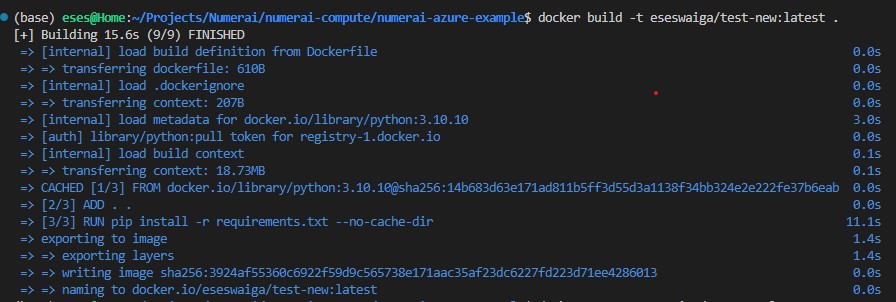 (base) eses@Home:~/Projects/Numerai/numerai-compute/numerai-azure-example$ docker build -t eseswaiga/test-new:latest .
[+] Building 15.6s (9/9) FINISHED
=> [internal] load build definition from Dockerfile 0.0s
=> => transferring dockerfile: 610B 0.0s
=> [internal] load .dockerignore 0.0s
=> => transferring context: 207B 0.0s
=> [internal] load metadata for docker.io/library/python:3.10.10 3.0s
=> [auth] library/python:pull token for registry-1.docker.io 0.0s
=> [internal] load build context 0.1s
=> => transferring context: 18.73MB 0.1s
=> CACHED [1/3] FROM docker.io/library/python:3.10.10@sha256:14b683d63e171ad811b5ff3d55d3a1138f34bb324e2e222fe37b6eab 0.0s
=> [2/3] ADD . . 0.0s
=> [3/3] RUN pip install -r requirements.txt --no-cache-dir 11.1s
=> exporting to image 1.4s
=> => exporting layers 1.4s
=> => writing image sha256:3924af55360c6922f59d9c565738e171aac35af23dc6227fd223d71ee4286013 0.0s
=> => naming to docker.io/eseswaiga/test-new:latest 0.0s